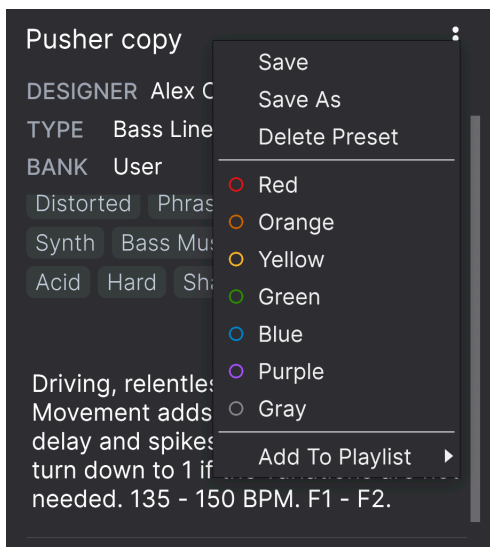 Pusher copy
DESIGNER Alex
TYPE Bass Line
BANK User
Distorted
Synth Bass
Acid Hard
Driving,
Movement adds
delay and spikes
turn down to 1 if
needed. 135 - 150 BPM. F1 - F2.
Save
Save As
Delete Preset
Red
Orange
Yellow
Green
Blue
Purple
Gray
Add To Playlist